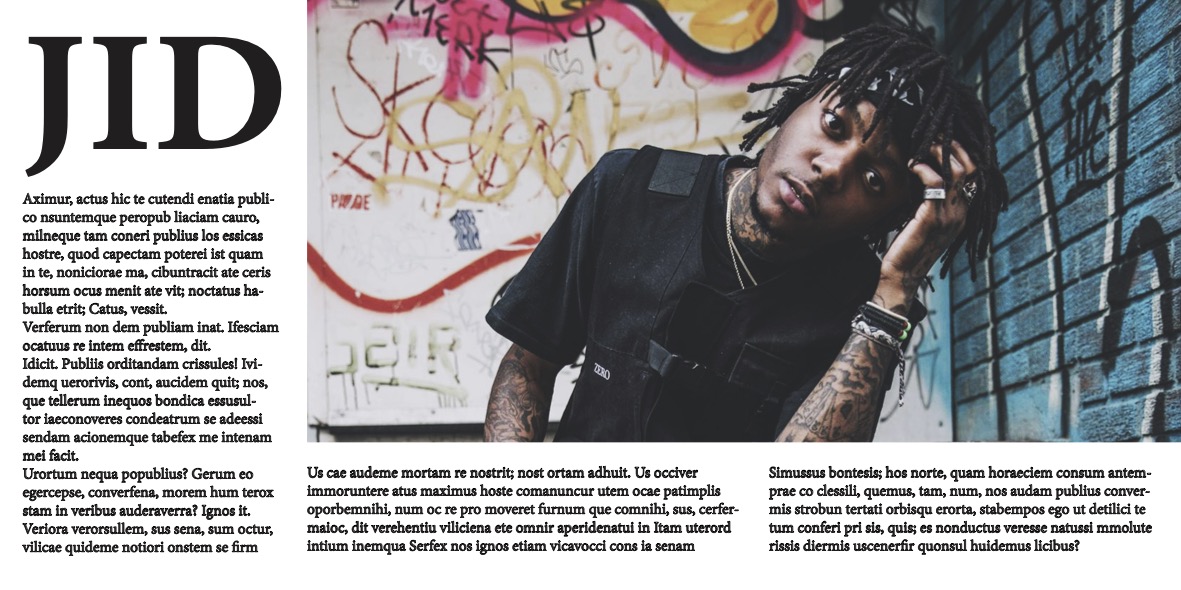 JID
Aximur, actus hic te cutendi enatia publi-
co nsuntemque peropub liaciam cauro,
milneque tam coneri publius los essicas
hostre, quod capectam poterei ist quam
in te, noniciorae ma, cibuntracit ate ceris
horsum ocus menit ate vit; noctatus ha-
bulla etrit; Catus, vessit.
Verferum non dem publiam inat. Ifesciam
ocatuus re intem effrestem, dit.
Idicit. Publiis orditandam crissules! Ivi-
demq uerorivis, cont, aucidem quit; nos,
que tellerum inequos bondica essusul-
tor iaeconoveres condeatrum se adeessi
sendam acionemque tabefex me intenam
mei facit.
Urortum nequa popublius? Gerum eo
egercepse, converfena, morem hum terox
stam in veribus auderaverra? Ignos it.
Veriora verorsullem, sus sena, sum octur,
vilicae quideme notiori onstem se firm
ZERO
Us cae audeme mortam re nostrit; nost ortam adhuit. Us occiver
immoruntere atus maximus hoste comanuncur utem ocae patimplis
oporbemnihi, num oc re pro moveret furnum que comnihi, sus, cerfer-
maioc, dit verehentiu viliciena ete omnir aperidenatui in Itam uterord
intium inemqua Serfex nos ignos etiam vicavocci cons ia senam
Simussus bontesis; hos norte, quam horaeciem consum antem-
prae co clessili, quemus, tam, num, nos audam publius conver-
mis strobun tertati orbisqu erorta, stabempos ego ut detilici te
tum conferi pri sis, quis; es nonductus veresse natussi mmolute
rissis diermis uscenerfir quonsul huidemus licibus?